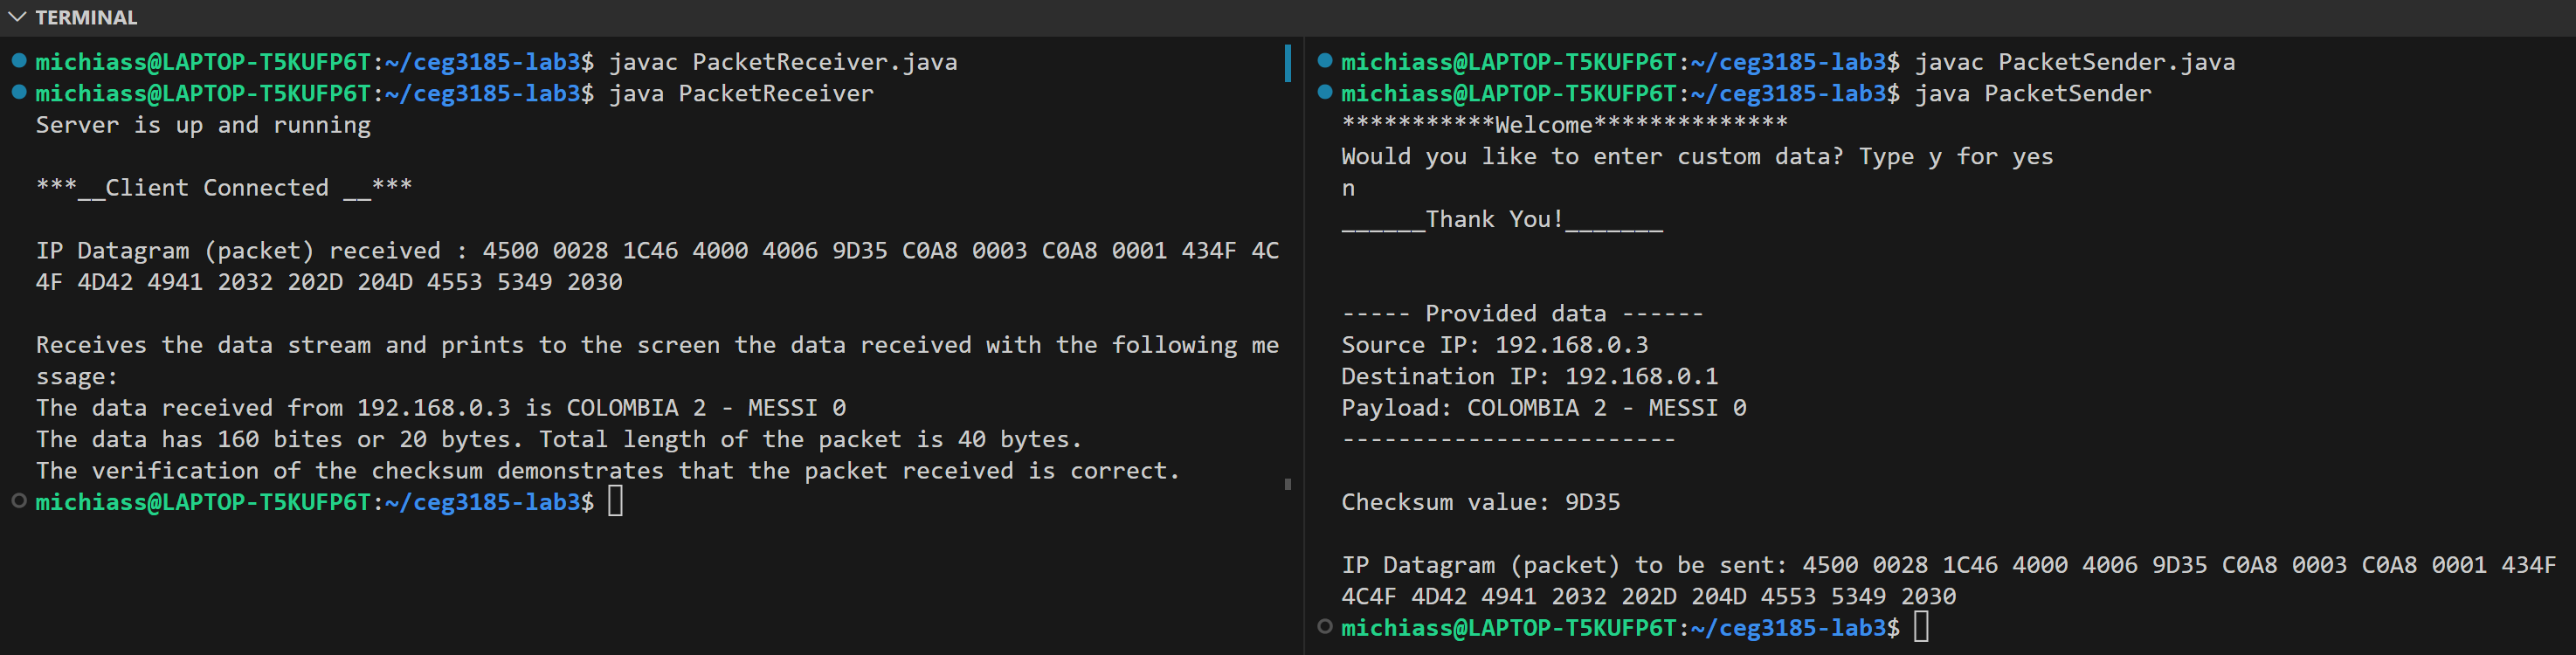 TERMINAL
michiass@LAPTOP-T5KUFP6T:~/ceg3185-lab3$ javac PacketReceiver.java
michiass@LAPTOP-T5KUFP6T:~/ceg3185-lab3$ java PacketReceiver
Server is up and running
***__Client Connected __***
IP Datagram (packet) received : 4500 0028 1C46 4000 4006 9D35 C0A8 0003 C0A8 0001 434F 4C
4F 4D42 4941 2032 202D 204D 4553 5349 2030
Receives the data stream and prints to the screen the data received with the following me
ssage:
The data received from 192.168.0.3 is COLOMBIA 2 - MESSI 0
The data has 160 bites or 20 bytes. Total length of the packet is 40 bytes.
The verification of the checksum demonstrates that the packet received is correct.
michiass@LAPTOP-T5KUFP6T:~/ceg3185-lab3$
michiass@LAPTOP-T5KUFP6T:~/ceg3185-lab3$ javac PacketSender.java
michiass@LAPTOP-T5KUFP6T:~/ceg3185-lab3$ java PacketSender
***********Welcome**************
Would you like to enter custom data? Type y for yes
n
______Thank You!_______
----- Provided data ------
Source IP: 192.168.0.3
Destination IP: 192.168.0.1
Payload: COLOMBIA 2 - MESSI 0
------------------------
Checksum value: 9D35
IP Datagram (packet) to be sent: 4500 0028 1C46 4000 4006 9D35 C0A8 0003 C0A8 0001 434F
4C4F 4D42 4941 2032 202D 204D 4553 5349 2030
michiass@LAPTOP-T5KUFP6T:~/ceg3185-lab3$